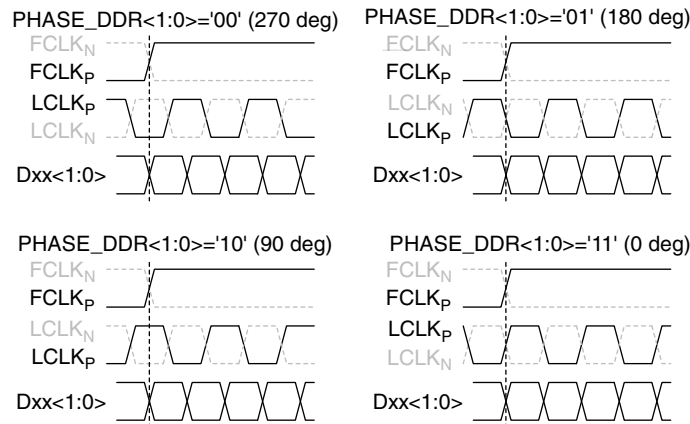 PHASE_DDR<1:0>='00' (270 deg)
FCLKN
FCLKP
LCLKP
LCLKN
Dxx<1:0>
PHASE_DDR<1:0>='01' (180 deg)
FCLKN
FCLKP
LCLKN
LCLKP
Dxx<1:0>
PHASE_DDR<1:0>='10' (90 deg)
FCLKN
FCLKP
LCLKN
LCLKP
Dxx<1:0>
PHASE_DDR<1:0>='11' (0 deg)
FCLKN
FCLKP
LCLKP
LCLKN
Dxx<1:0>